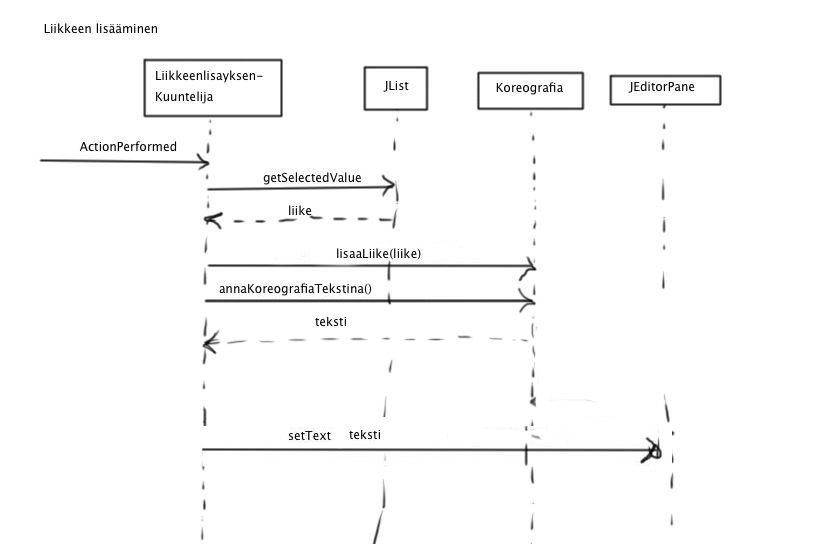 Liikkeen lisääminen
Liikkeenlisayksen-
Kuuntelija
JList
Koreografia
JEditorPane
ActionPerformed
getSelectedValue
liike
lisaaLiike(liike)
annaKoreografiaTekstina()
teksti
setText teksti